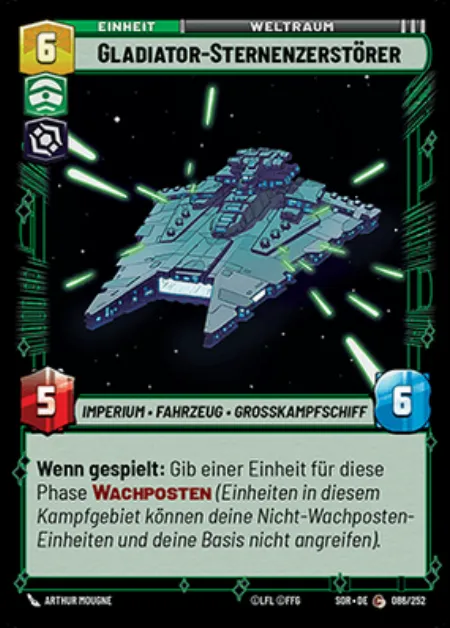 EINHEIT WELTRAUM
6 GLADIATOR-STERNENZERSTÖRER
5 IMPERIUM • FAHRZEUG • GROSSKAMPFSCHIFF 6
Wenn gespielt: Gib einer Einheit für diese
Phase WACHPOSTEN (Einheiten in diesem
Kampfgebiet können deine Nicht-Wachposten-
Einheiten und deine Basis nicht angreifen).
ARTHUR MOUGNE ©LFL ©FFG SOR • DE C 086/252